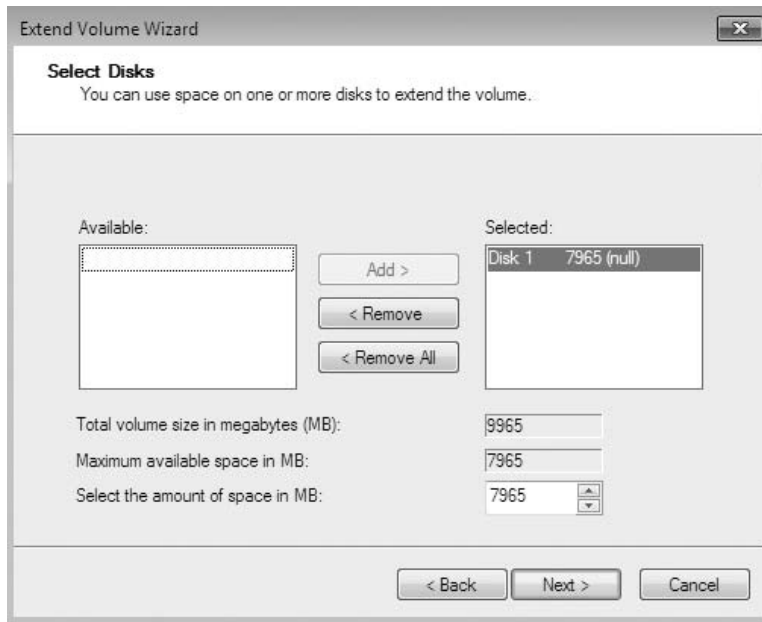 Extend Volume Wizard
Select Disks
You can use space on one or more disks to extend the volume.
Available:
Selected:
Disk 1 7965 (null)
Add >
< Remove
< Remove All
Total volume size in megabytes (MB): 9965
Maximum available space in MB: 7965
Select the amount of space in MB: 7965
< Back Next > Cancel